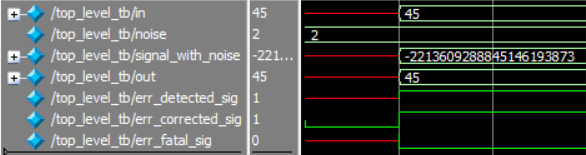 /top_level_tb/in 45 45
/top_level_tb/noise 2 2
/top_level_tb/signal_with_noise -221... -2213609288845146193873
/top_level_tb/out 45 45
/top_level_tb/err_detected_sig 1
/top_level_tb/err_corrected_sig 1
/top_level_tb/err_fatal_sig 0